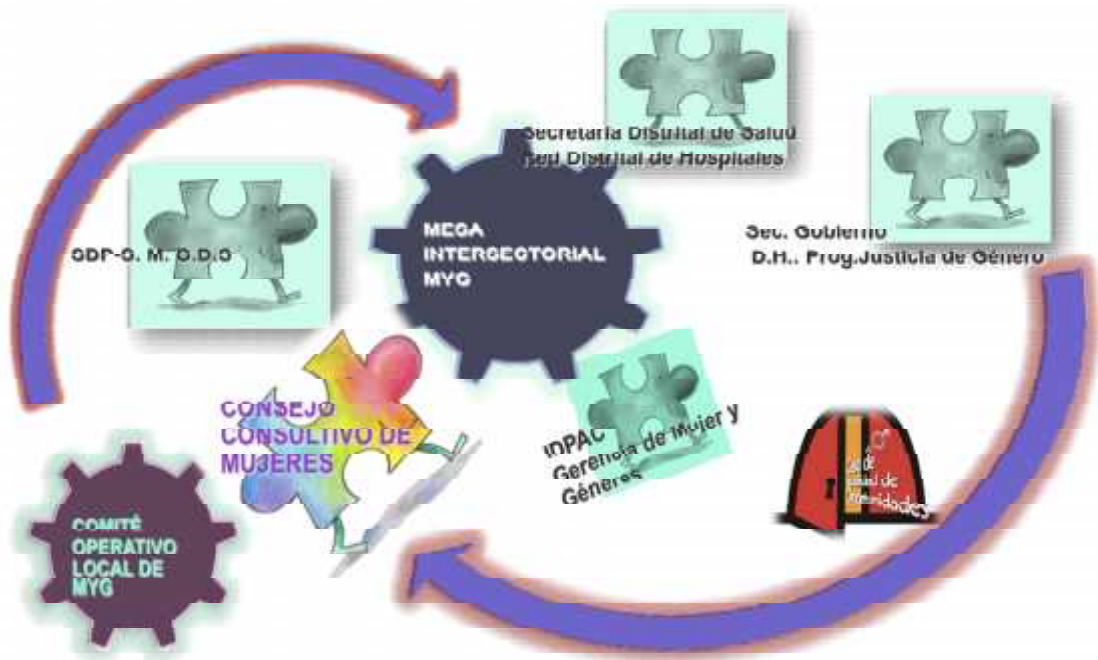 Secretaría Distrital de Salud
Red Distrital de Hospitales
MESA
INTERSECTORIAL
MYG
Sec. Gobierno
D.H.. Prog.Justicia de Género
CONSEJO
CONSULTIVO DE
MUJERES
IDPAC
Gerencia de Mujer y
Géneros
COMITÉ
OPERATIVO
LOCAL DE
MYG